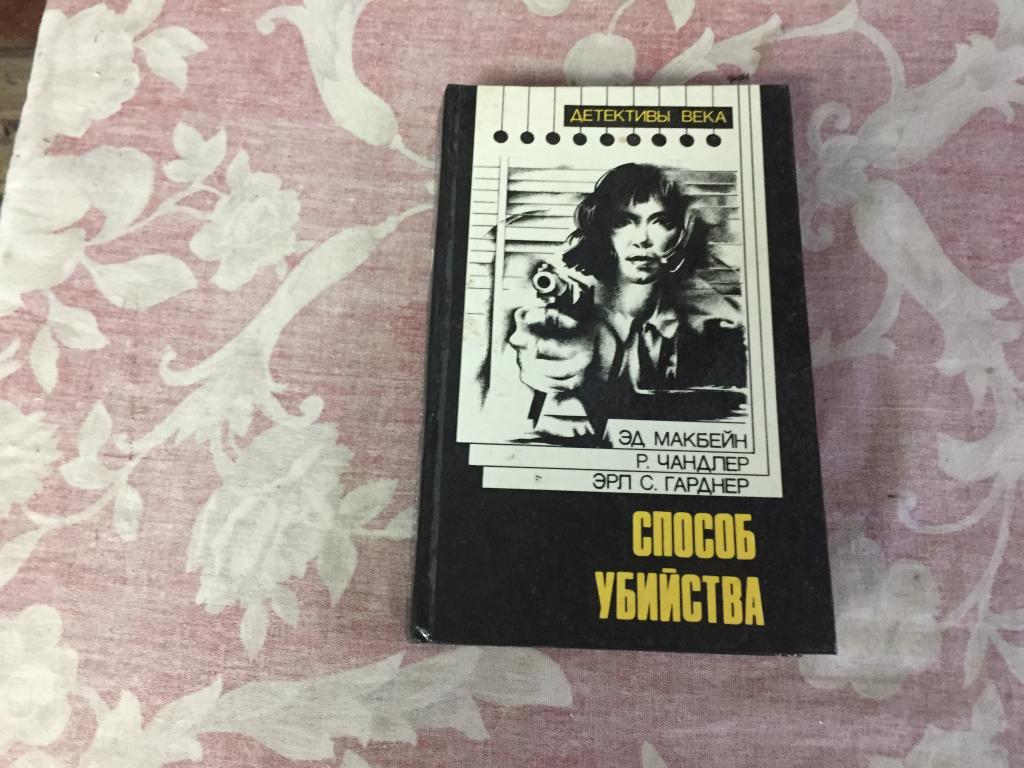 ДЕТЕКТИВЫ ВЕКА
ЭД МАКБЕЙН
Р. ЧАНДЛЕР
ЭРЛ С. ГАРДНЕР
СПОСОБ
УБИЙСТВА